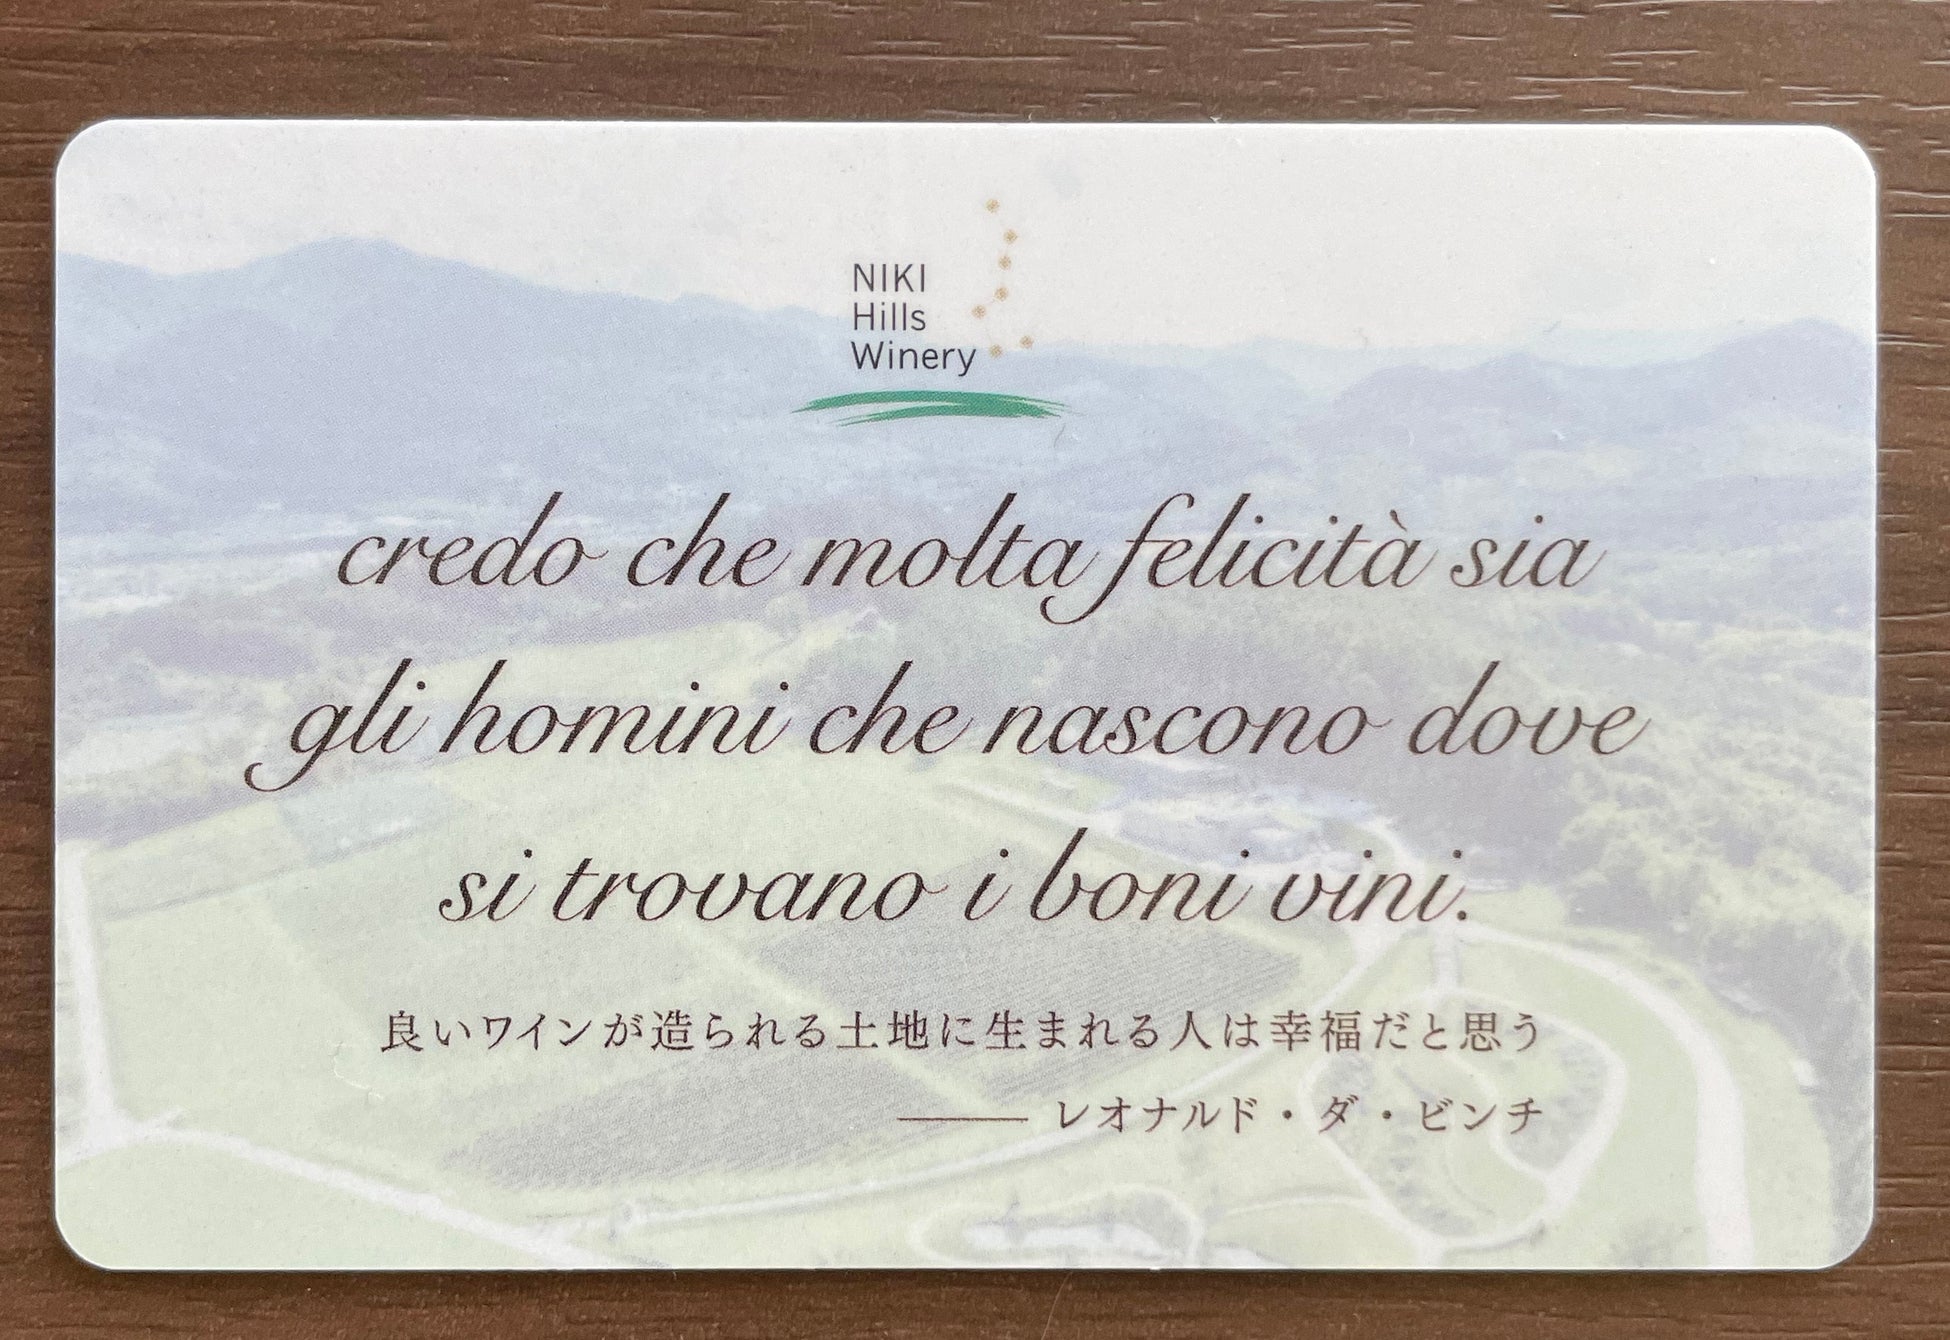 NIKI
Hills
Winery
credo che molta felicità sia
gli homini che nascono dove
si trovano i boni vini.
良いワインが造られる土地に生まれる人は幸福だと思う
—— レオナルド・ダ・ビンチ